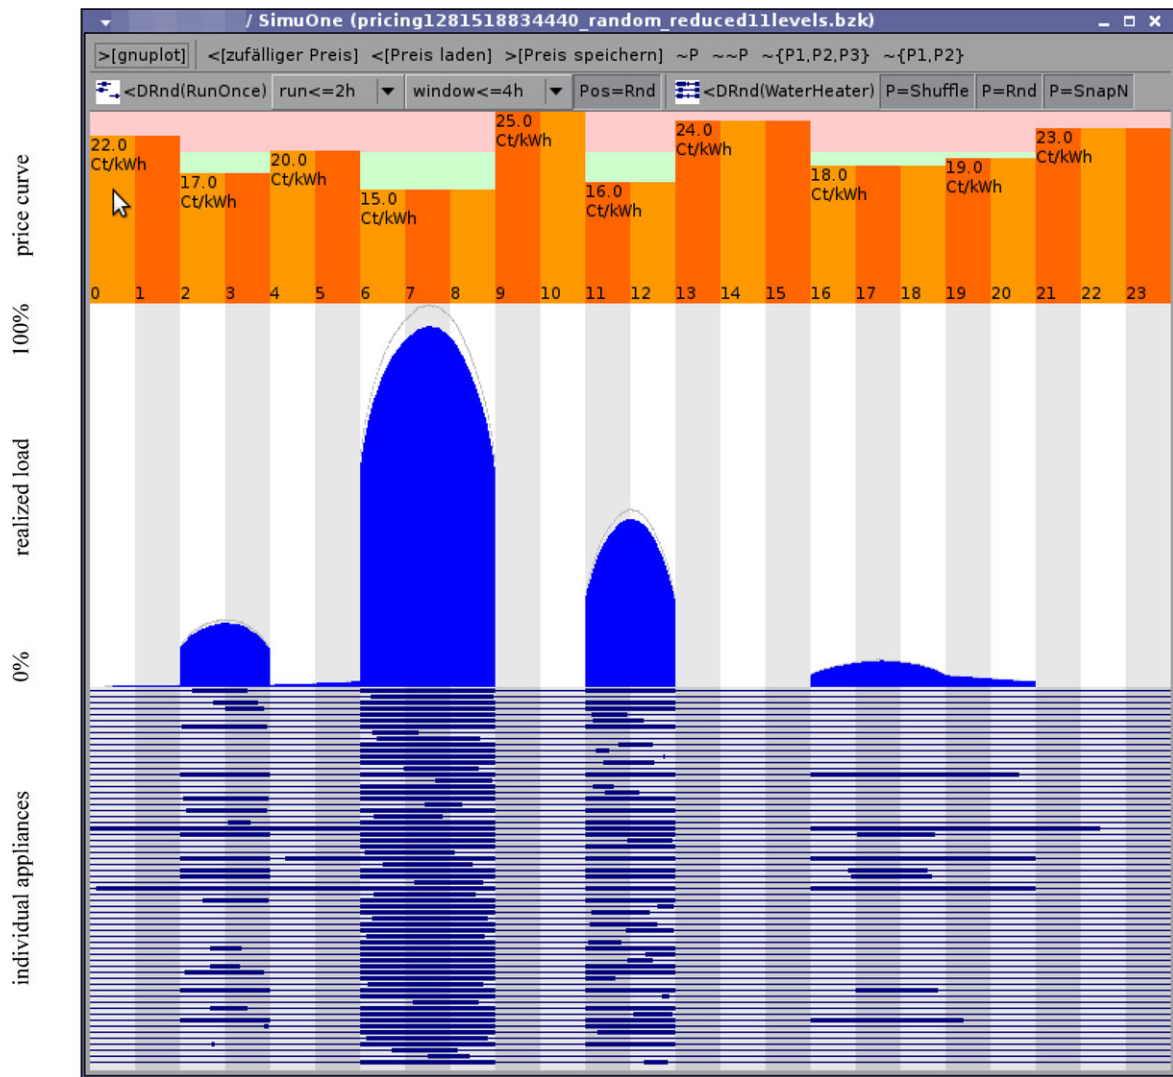 / SimuOne (pricing1281518834440_random_reduced11levels.bzk)
>[gnuplot] <[zufälliger Preis] <[Preis laden] >[Preis speichern] ~P ~~P ~{P1,P2,P3} ~{P1,P2}
<DRnd(RunOnce) run<=2h window<=4h Pos=Rnd <DRnd(WaterHeater) P=Shuffle P=Rnd P=SnapN
price curve
22.0
Ct/kWh
17.0
Ct/kWh
20.0
Ct/kWh
15.0
Ct/kWh
25.0
Ct/kWh
16.0
Ct/kWh
24.0
Ct/kWh
18.0
Ct/kWh
19.0
Ct/kWh
23.0
Ct/kWh
0 1 2 3 4 5 6 7 8 9 10 11 12 13 14 15 16 17 18 19 20 21 22 23
100%
realized load
0%
individual appliances